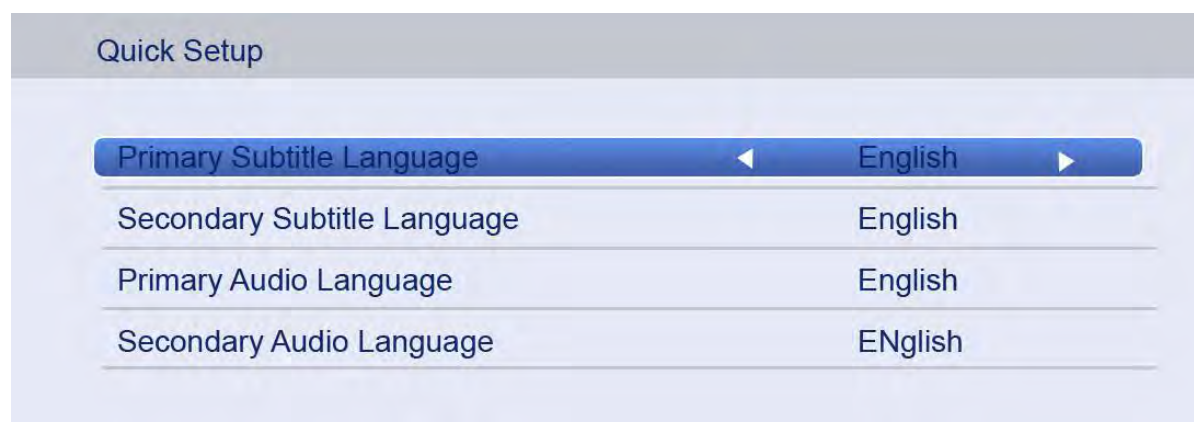 Quick Setup
Primary Subtitle Language English
Secondary Subtitle Language English
Primary Audio Language English
Secondary Audio Language ENglish